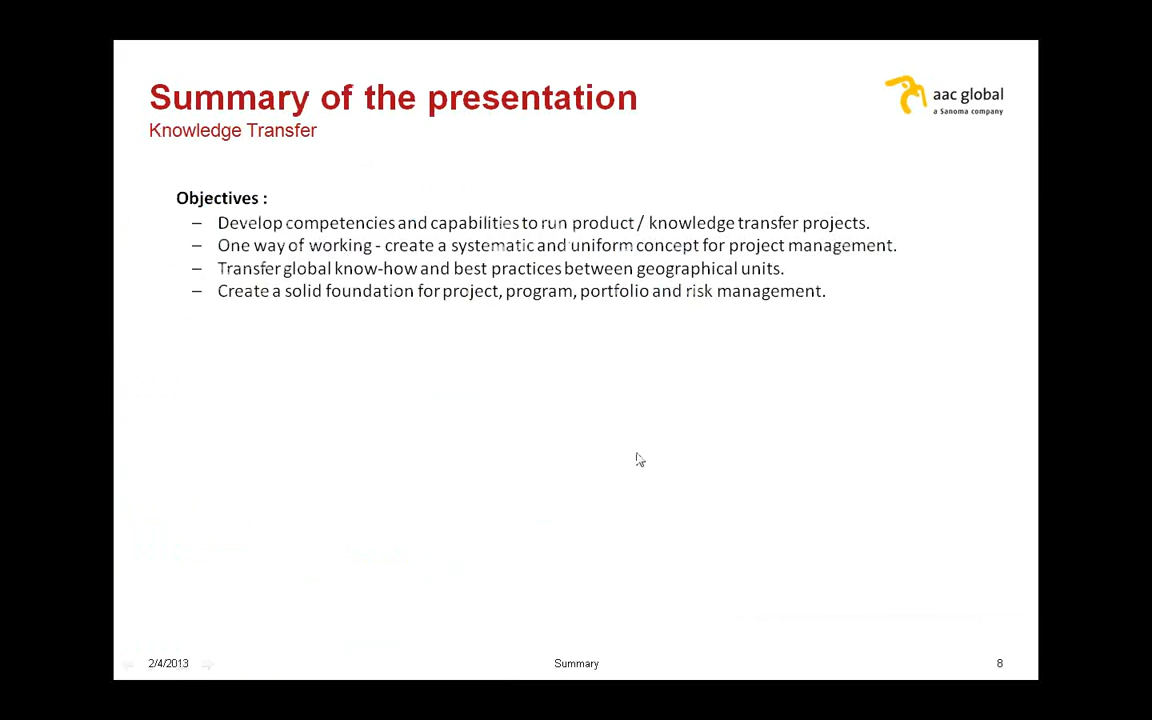 Summary of the presentation
Knowledge Transfer
aac global
a Sanoma company
Objectives :
– Develop competencies and capabilities to run product / knowledge transfer projects.
– One way of working - create a systematic and uniform concept for project management.
– Transfer global know-how and best practices between geographical units.
– Create a solid foundation for project, program, portfolio and risk management.
2/4/2013
Summary
8